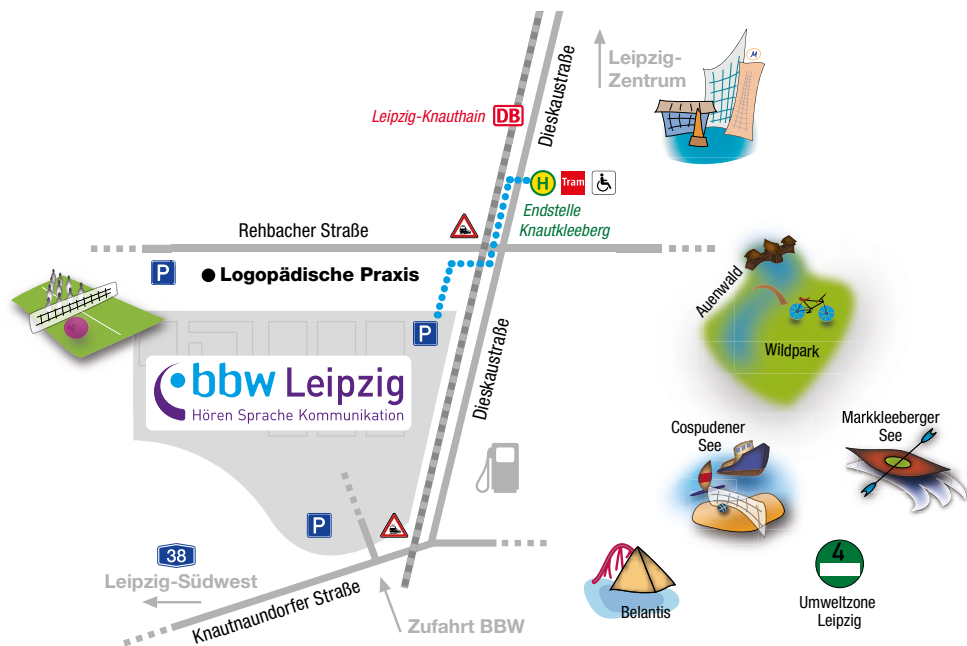 Leipzig-
Zentrum
M
Dieskaustraße
Leipzig-Knauthain
DB
H
Tram
Endstelle
Knautkleeberg
Rehbacher Straße
P
Logopädische Praxis
P
Auenwald
Wildpark
Dieskaustraße
bbw Leipzig
Hören Sprache Kommunikation
Cospudener
See
Markkleeberger
See
P
38
Leipzig-Südwest
Knautnaundorfer Straße
Zufahrt BBW
Belantis
4
Umweltzone
Leipzig